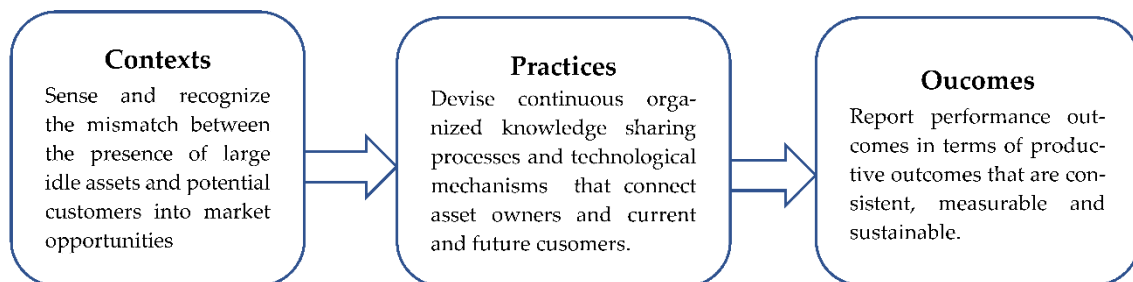 Contexts
Sense and recognize
the mismatch between
the presence of large
idle assets and potential
customers into market
opportunities
Practices
Devise continuous orga-
nized knowledge sharing
processes and technological
mechanisms that connect
asset owners and current
and future cusomers.
Oucomes
Report performance out-
comes in terms of produc-
tive outcomes that are con-
sistent, measurable and
sustainable.